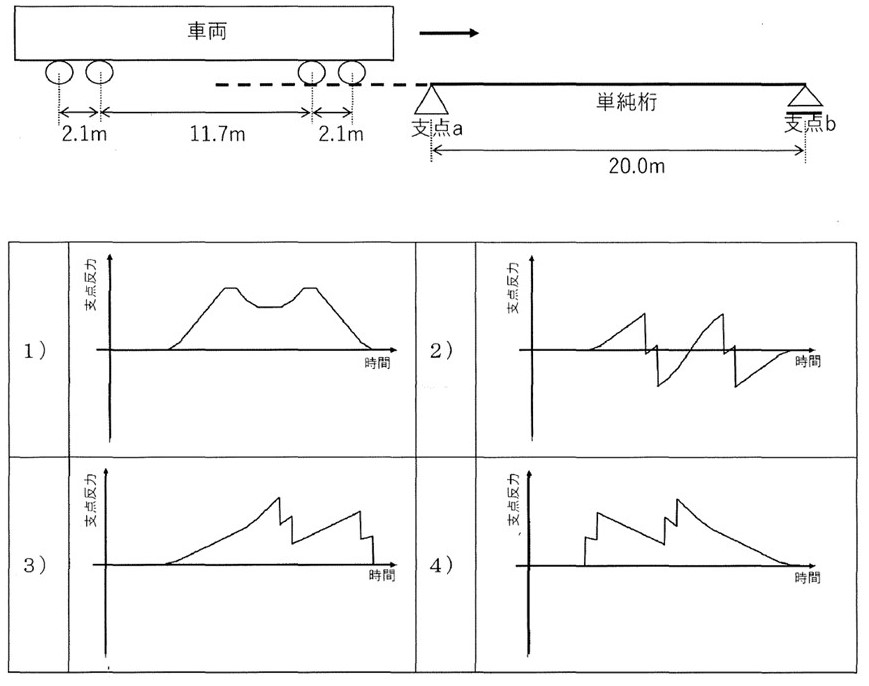 車両
単純桁
支点a
支点b
2.1m
11.7m
2.1m
20.0m
1)
支点反力
時間
2)
支点反力
時間
3)
支点反力
時間
4)
支点反力
時間